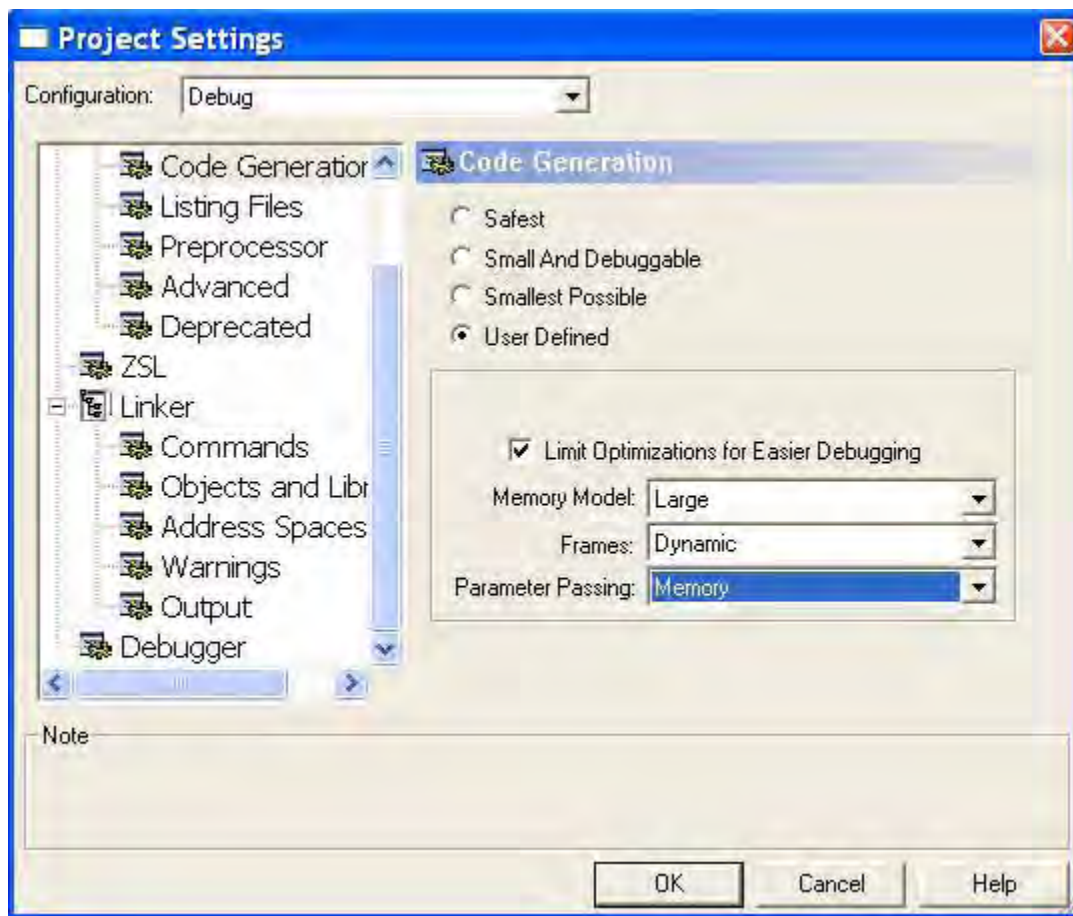 Project Settings
Configuration: Debug
Code Generation
Listing Files
Preprocessor
Advanced
Deprecated
ZSL
Linker
Commands
Objects and Libr
Address Spaces
Warnings
Output
Debugger
Code Generation
Safest
Small And Debuggable
Smallest Possible
User Defined
Limit Optimizations for Easier Debugging
Memory Model: Large
Frames: Dynamic
Parameter Passing: Memory
Note
OK Cancel Help